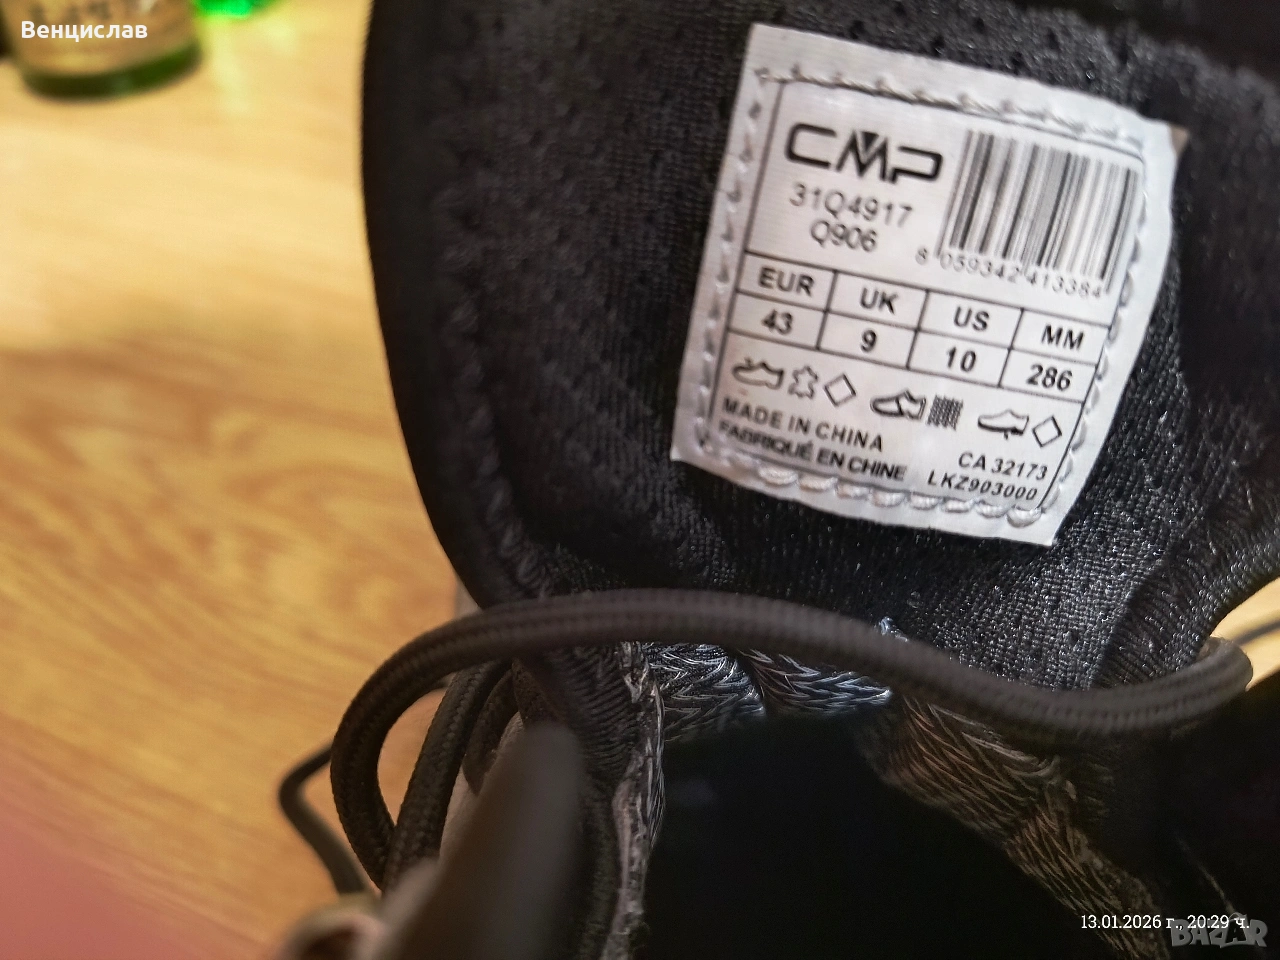 Венцислав
CMP
31Q4917
Q906
8 059342 413384
EUR UK US MM
43 9 10 286
MADE IN CHINA
FABRIQUÉ EN CHINE
CA 32173
LKZ903000
13.01.2026 г., 20:29 ч.
BAZAR